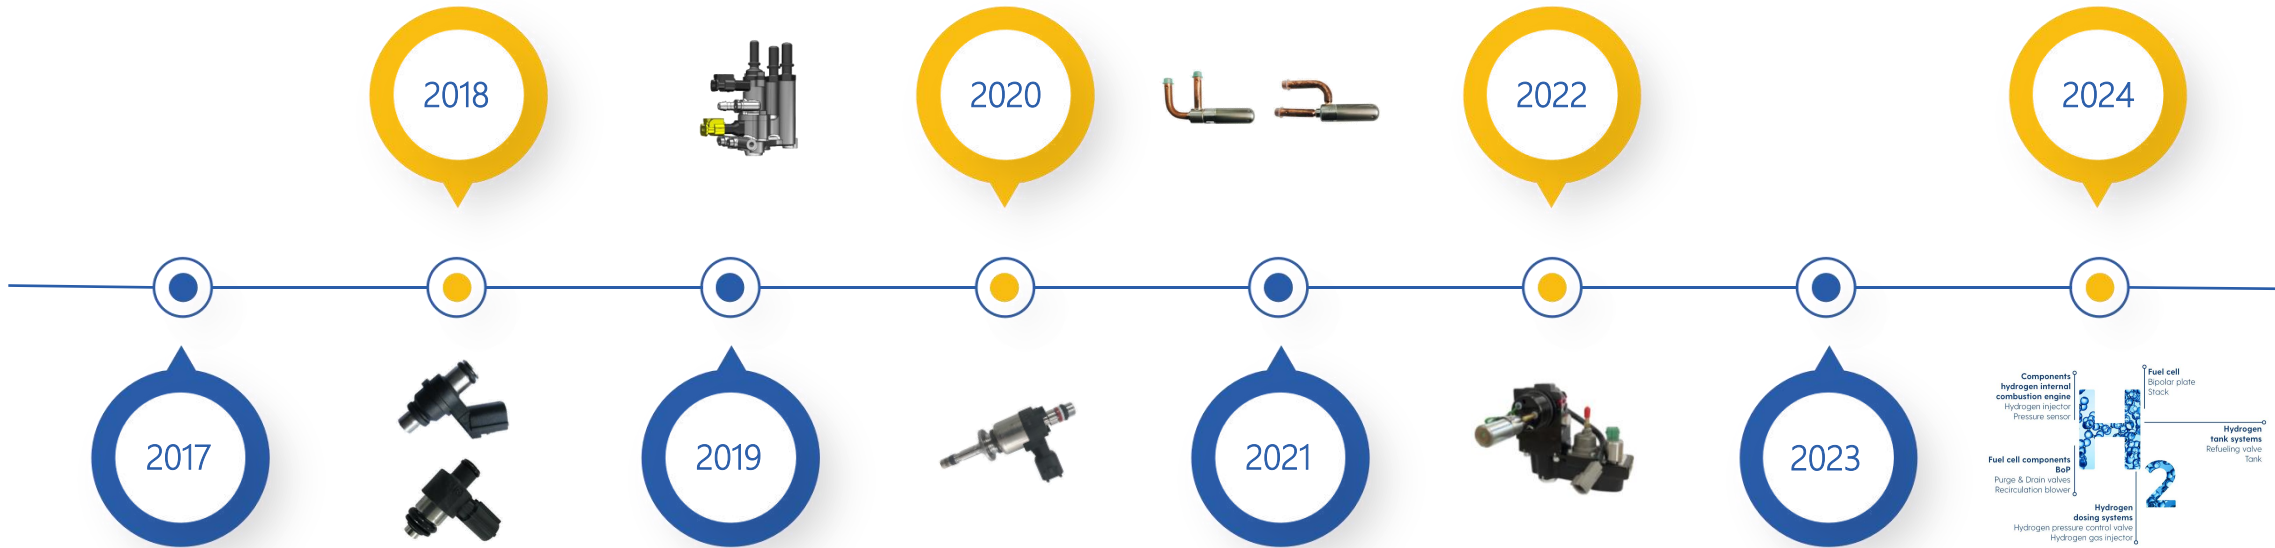 2018
2020
2022
2024
2017
2019
2021
2023
Components
hydrogen internal
combustion engine
Hydrogen injector
Pressure sensor
Fuel cell
Bipolar plate
Stack
Hydrogen
tank systems
Refueling valve
Tank
Fuel cell components
BoP
Purge & Drain valves
Recirculation blower
H2
Hydrogen
dosing systems
Hydrogen pressure control valve
Hydrogen gas injector